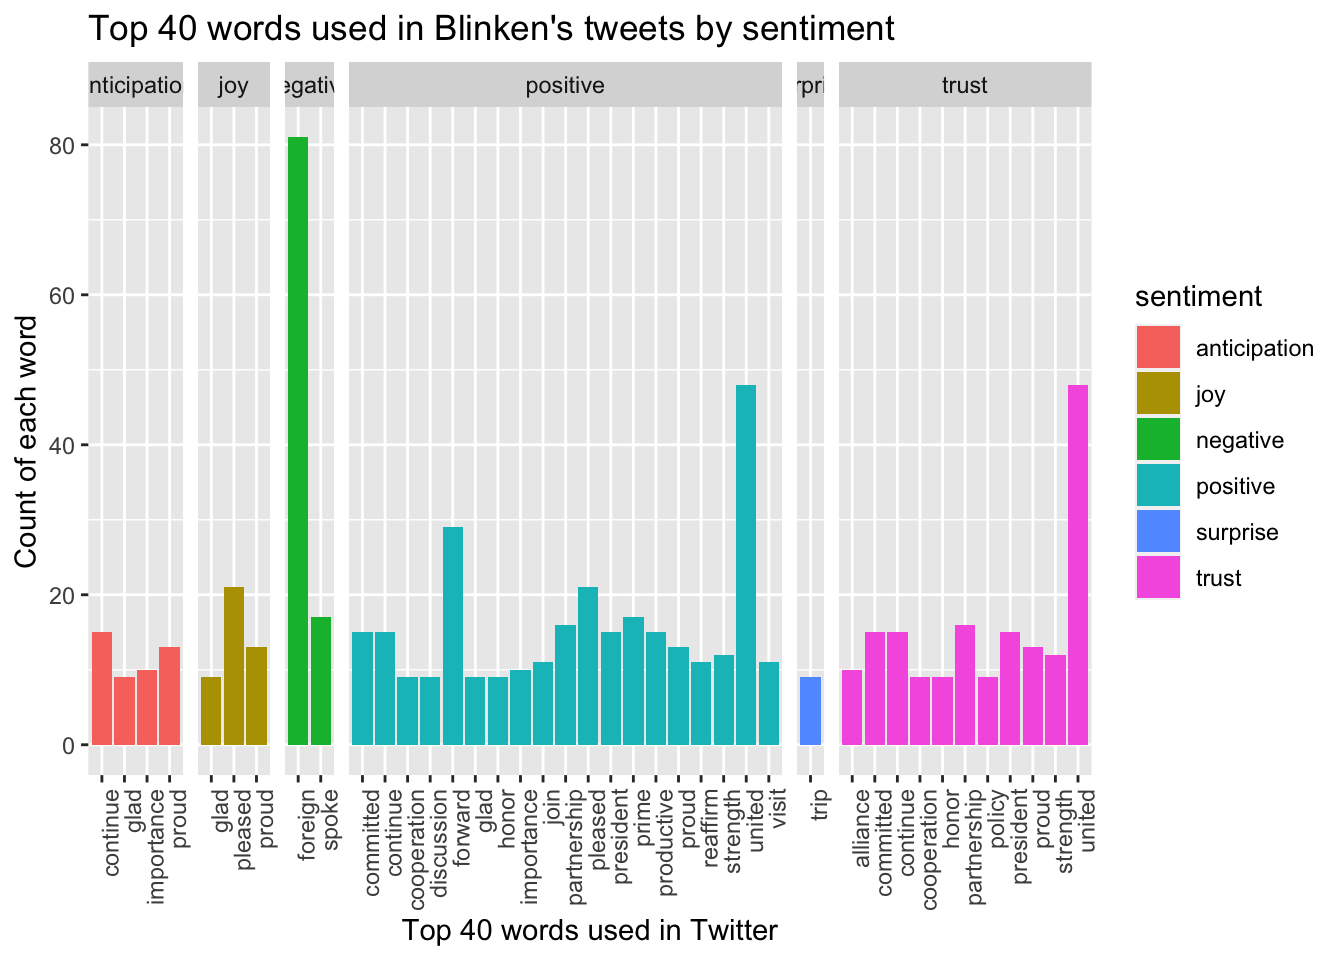 Top 40 words used in Blinken's tweets by sentiment
nticipatio joy egativ positive rpri trust
80
60
40
20
0
Count of each word
continue glad importance proud glad pleased proud foreign spoke committed continue cooperation discussion forward glad honor importance join partnership pleased president prime productive proud reaffirm strength united visit trip alliance committed continue cooperation honor partnership policy president proud strength united
Top 40 words used in Twitter
sentiment
anticipation
joy
negative
positive
surprise
trust